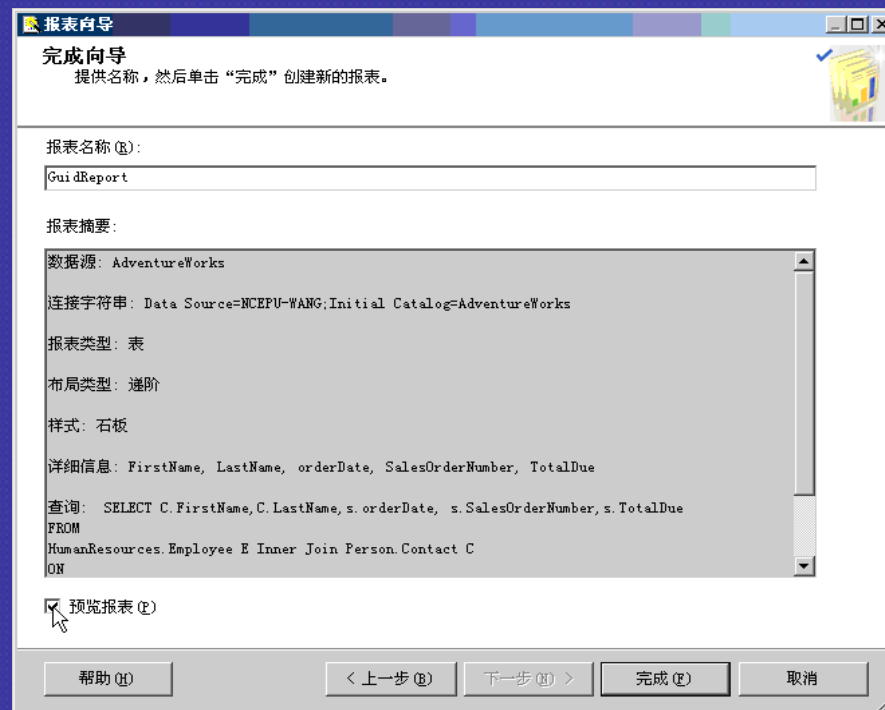 报表向导
完成向导
提供名称，然后单击“完成”创建新的报表。
报表名称(R):
GuidReport
报表摘要:
数据源: AdventureWorks
连接字符串: Data Source=NCEPU-WANG;Initial Catalog=AdventureWorks
报表类型: 表
布局类型: 递阶
样式: 石板
详细信息: FirstName, LastName, orderDate, SalesOrderNumber, TotalDue
查询: SELECT C.FirstName,C.LastName,s.orderDate, s.SalesOrderNumber,s.TotalDue
FROM
HumanResources.Employee E Inner Join Person.Contact C
ON
预览报表(P)
帮助(H) < 上一步(B) 下一步(N) > 完成(F) 取消